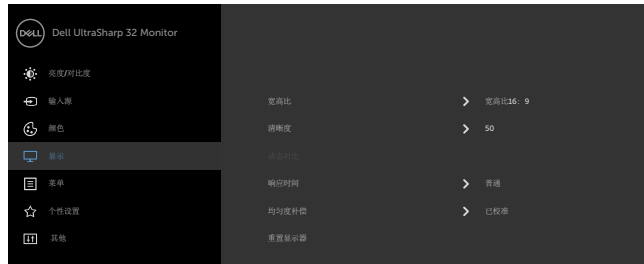 DELL Dell UltraSharp 32 Monitor
亮度/对比度
输入源
颜色
显示
菜单
个性设置
其他
宽高比 宽高比16：9
清晰度 50
动态对比
响应时间 普通
均匀度补偿 已校准
重置显示器